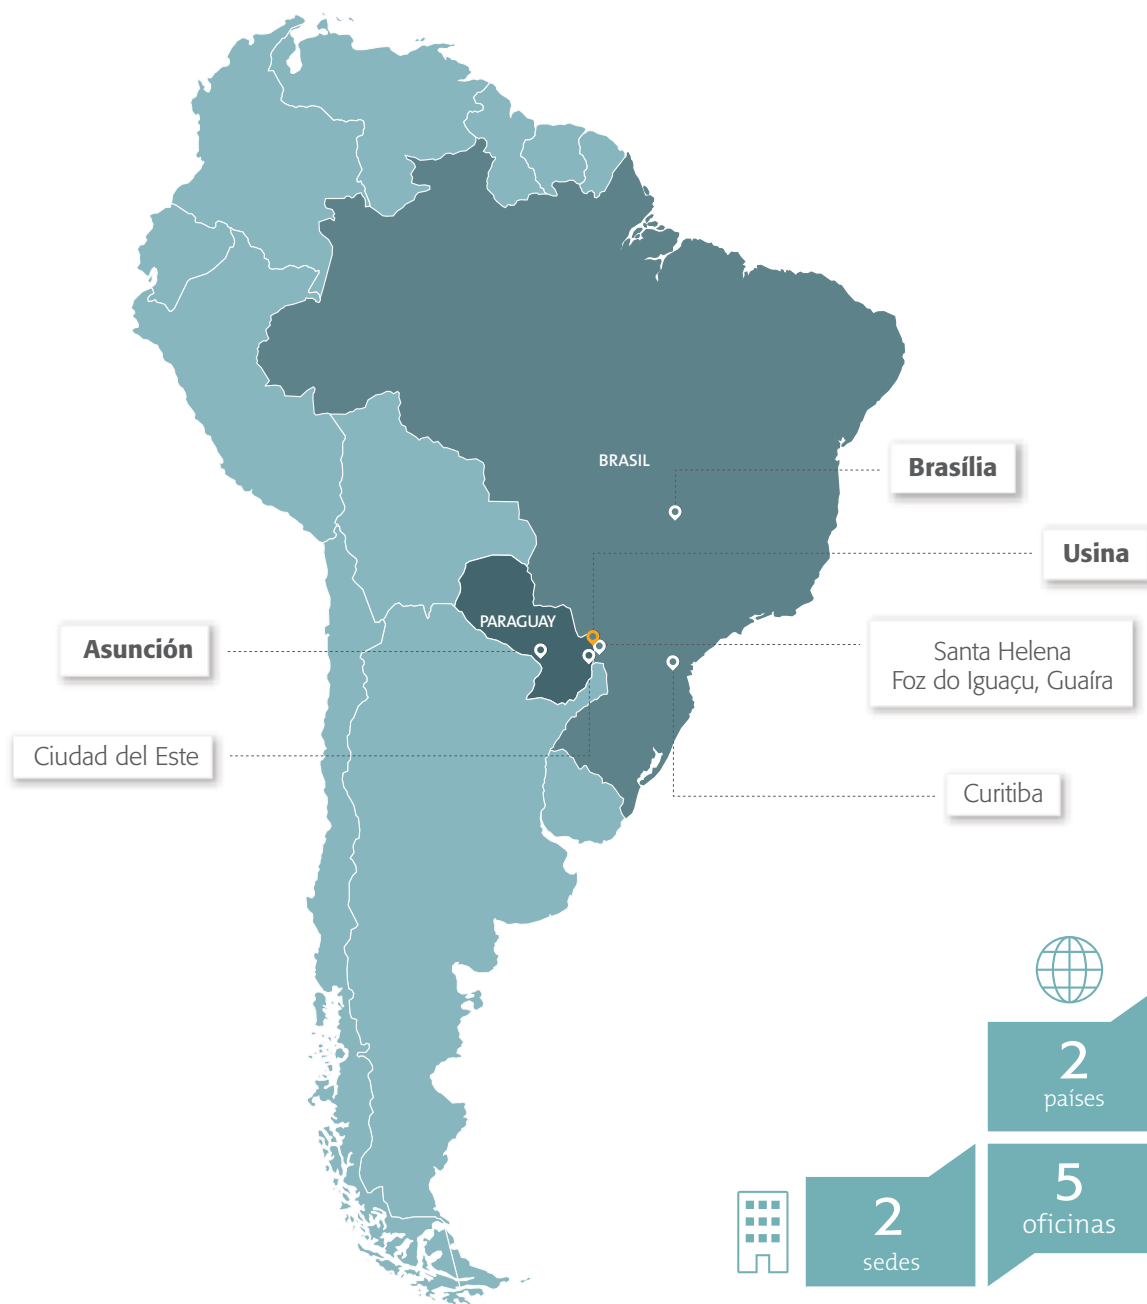 BRASIL
Brasília
Usina
PARAGUAY
Asunción
Santa Helena
Foz do Iguaçu, Guaíra
Ciudad del Este
Curitiba
2
países
5
oficinas
2
sedes